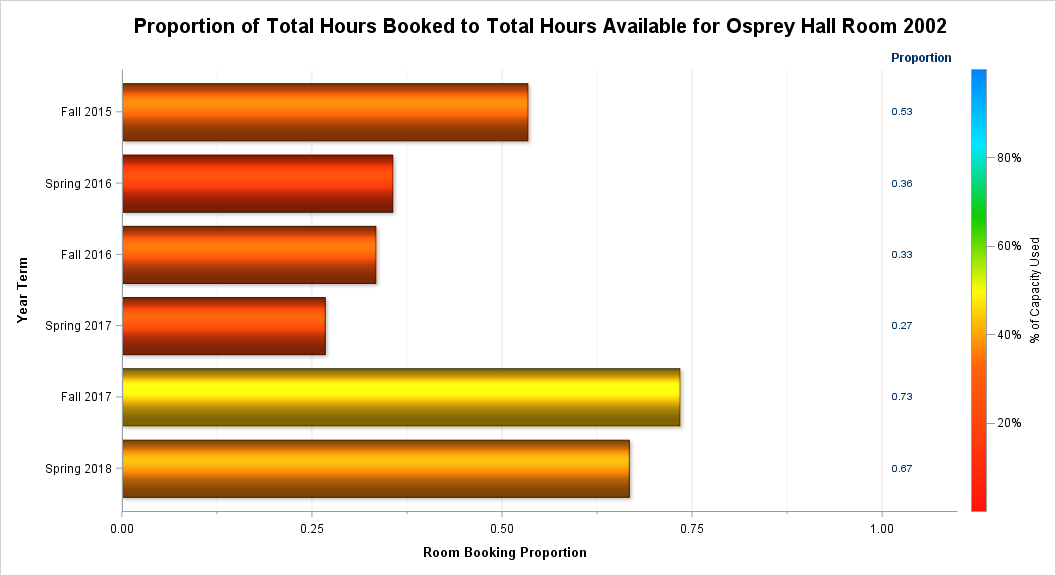 Proportion of Total Hours Booked to Total Hours Available for Osprey Hall Room 2002
Proportion
Fall 2015 0.53
Spring 2016 0.36
Fall 2016 0.33
Spring 2017 0.27
Fall 2017 0.73
Spring 2018 0.67
Year Term
0.00 0.25 0.50 0.75 1.00
Room Booking Proportion
80%
60%
40%
20%
% of Capacity Used